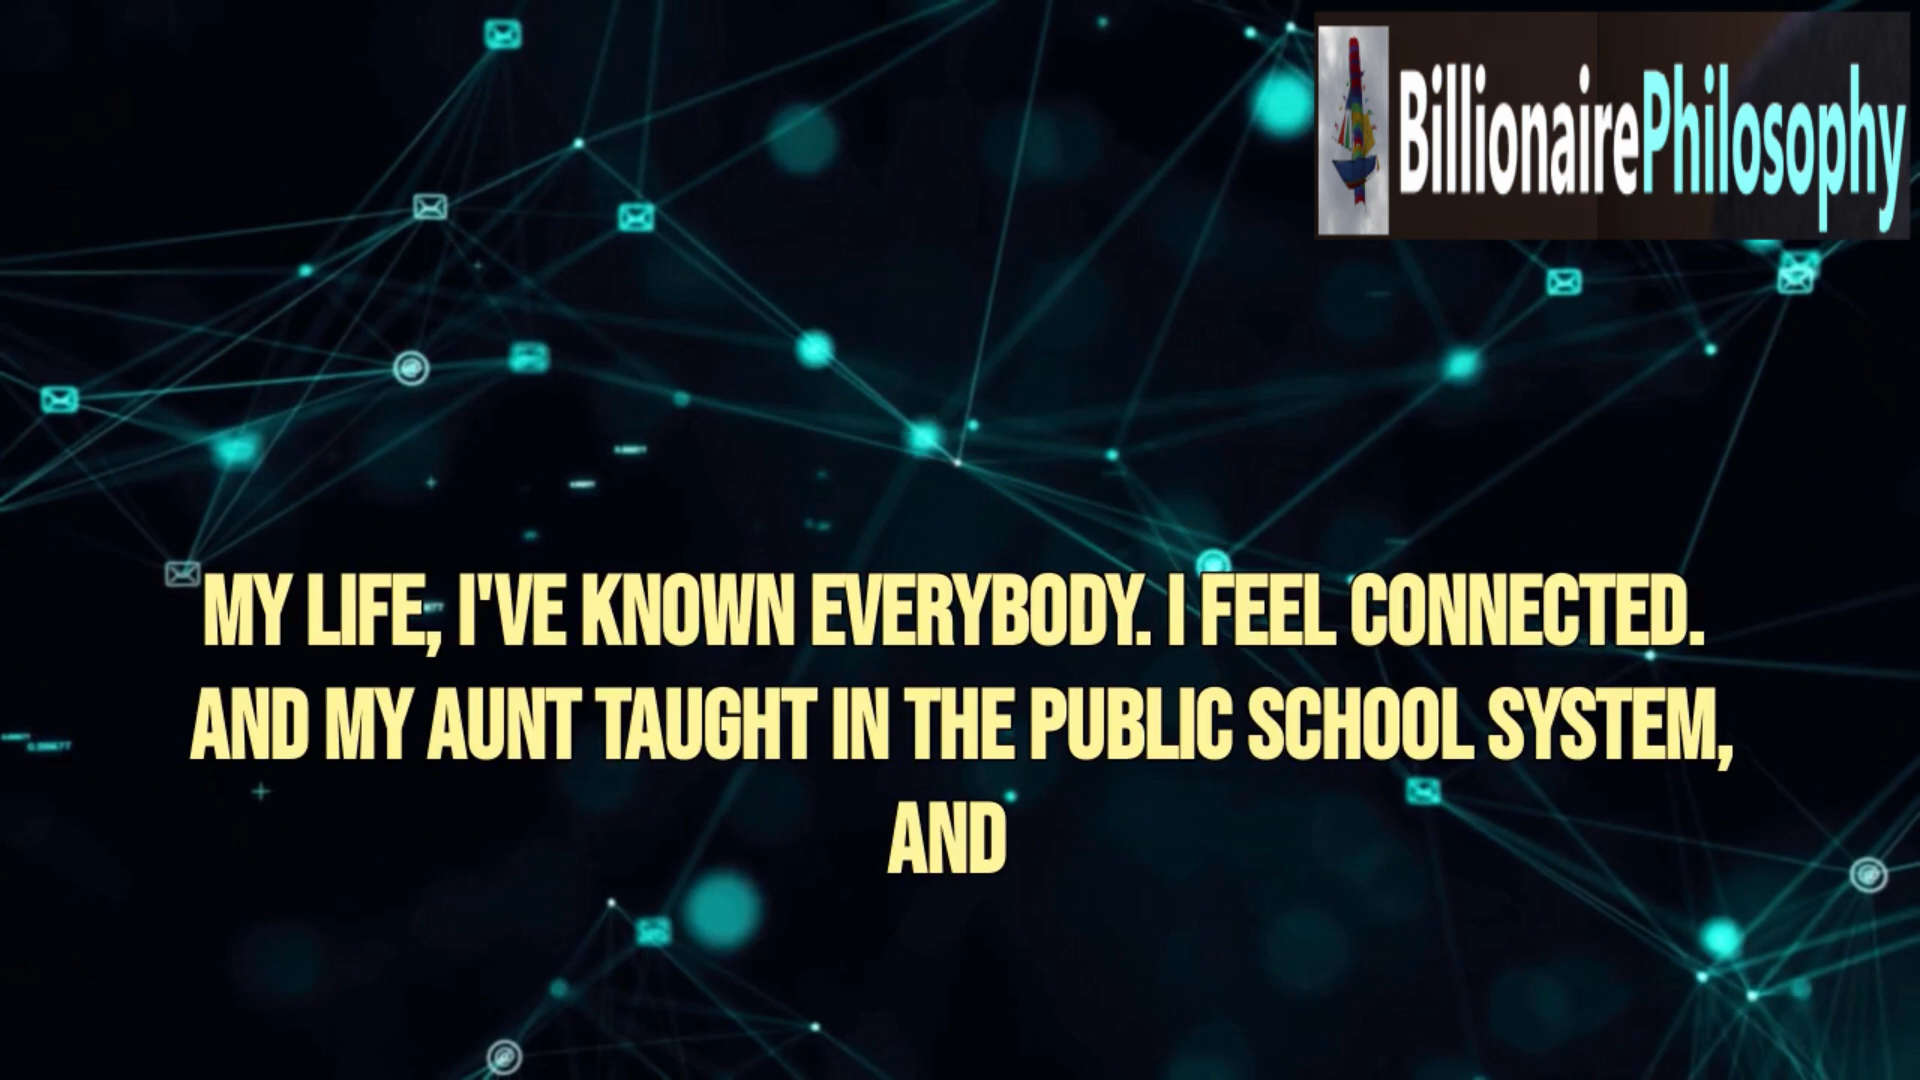 BillionairePhilosophy
MY LIFE, I'VE KNOWN EVERYBODY. I FEEL CONNECTED.
AND MY AUNT TAUGHT IN THE PUBLIC SCHOOL SYSTEM,
AND